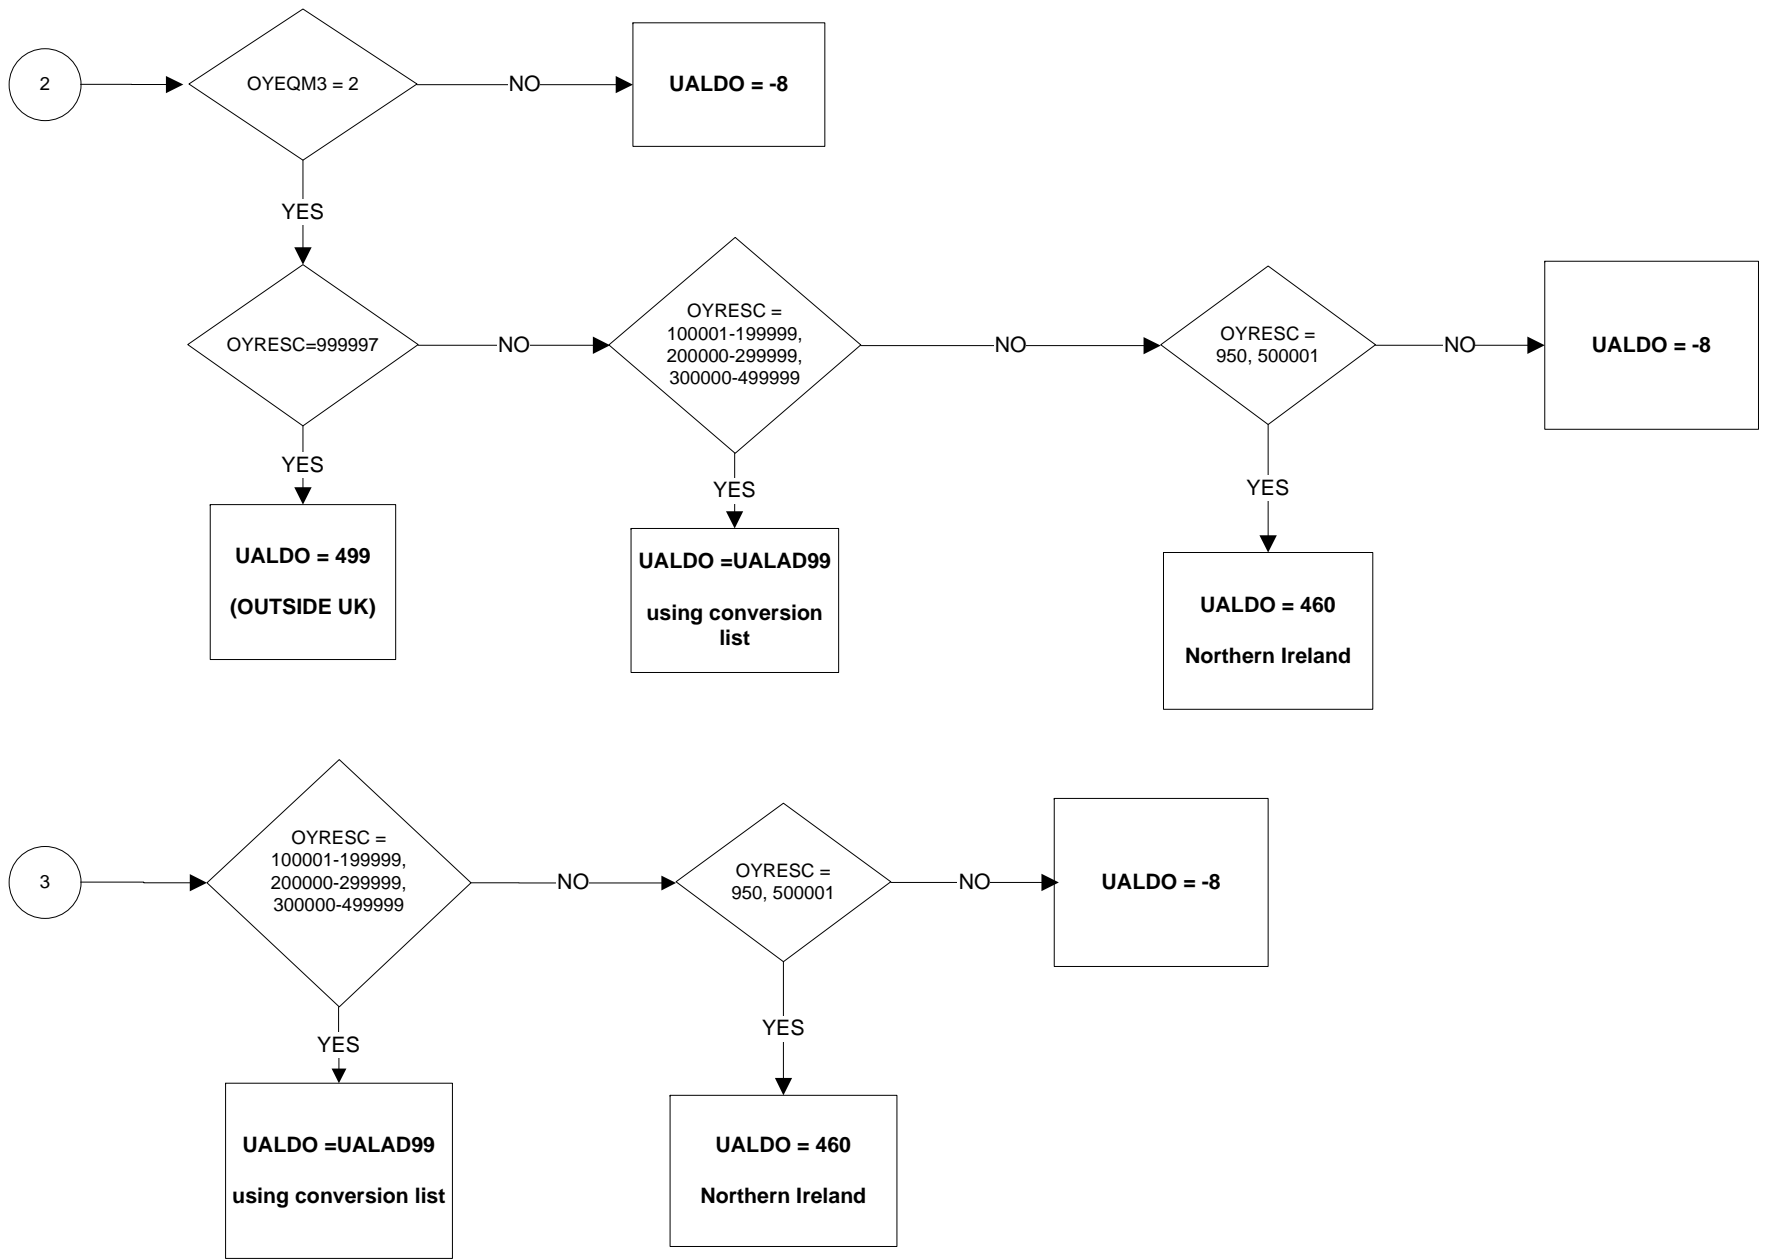 2
OYEQM3 = 2
NO
UALDO = -8
YES
OYRESC=999997
NO
OYRESC =
100001-199999,
200000-299999,
300000-499999
NO
OYRESC =
950, 500001
NO
UALDO = -8
YES
YES
YES
UALDO = 499
(OUTSIDE UK)
UALDO =UALAD99
using conversion
list
UALDO = 460
Northern Ireland
3
OYRESC =
100001-199999,
200000-299999,
300000-499999
NO
OYRESC =
950, 500001
NO
UALDO = -8
YES
YES
UALDO =UALAD99
using conversion list
UALDO = 460
Northern Ireland